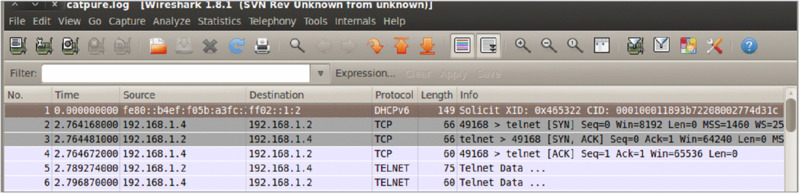 catpure.log [Wireshark 1.8.1 (SVN Rev Unknown from unknown)]
File Edit View Go Capture Analyze Statistics Telephony Tools Internals Help
Filter: Expression... Clear Apply Save
No. Time Source Destination Protocol Length Info
1 0.000000000 fe80::b4ef:f05b:a3fc: ff02::1:2 DHCPv6 149 Solicit XID: 0x465322 CID: 000100011893b72208002774d31c
2 2.764168000 192.168.1.4 192.168.1.2 TCP 66 49168 > telnet [SYN] Seq=0 Win=8192 Len=0 MSS=1460 WS=25
3 2.764481000 192.168.1.2 192.168.1.4 TCP 66 telnet > 49168 [SYN, ACK] Seq=0 Ack=1 Win=64240 Len=0 MS
4 2.764672000 192.168.1.4 192.168.1.2 TCP 60 49168 > telnet [ACK] Seq=1 Ack=1 Win=65536 Len=0
5 2.789274000 192.168.1.2 192.168.1.4 TELNET 75 Telnet Data ...
6 2.796870000 192.168.1.4 192.168.1.2 TELNET 60 Telnet Data ...